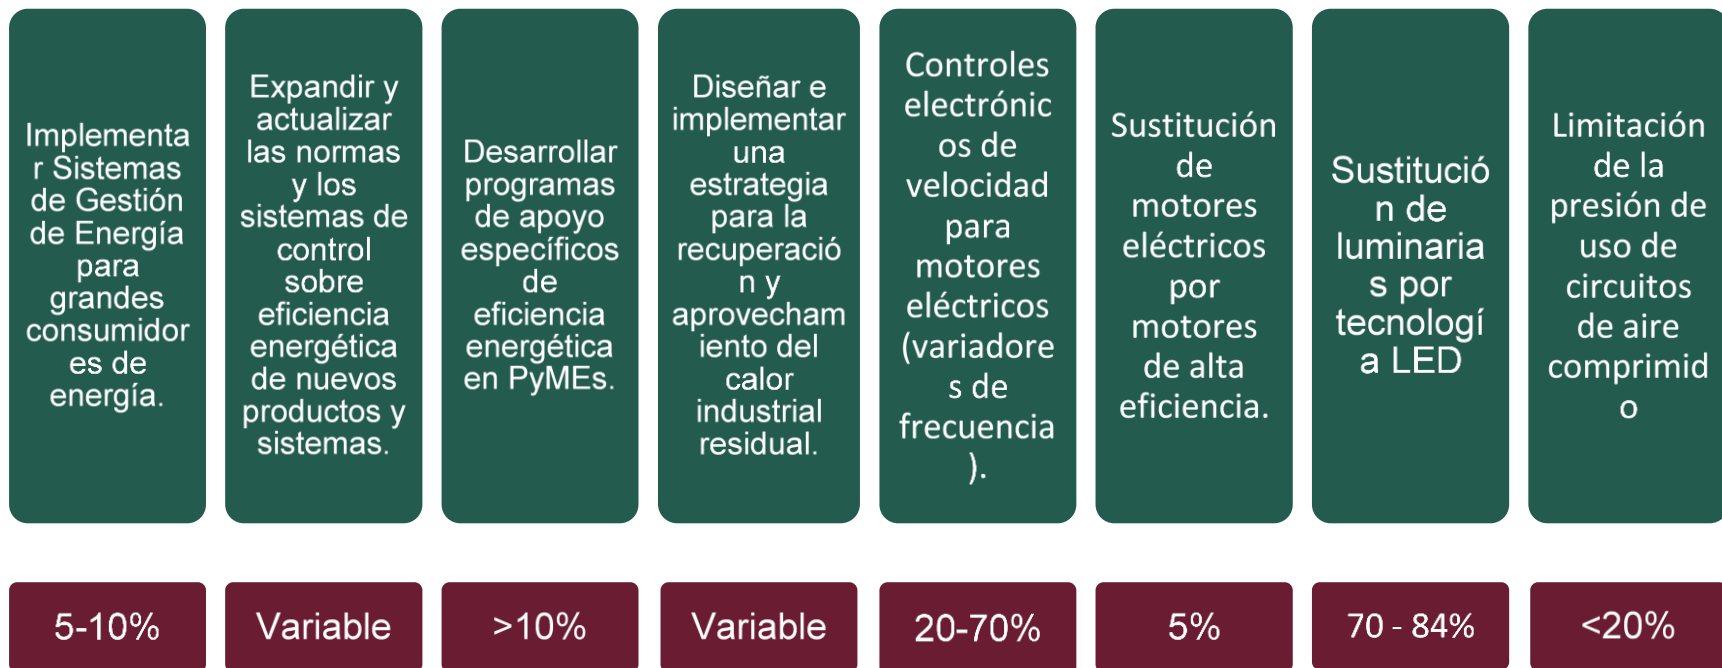 Implementa
r Sistemas
de Gestión
de Energía
para
grandes
consumidor
es de
energía.
Expandir y
actualizar
las normas
y los
sistemas de
control
sobre
eficiencia
energética
de nuevos
productos y
sistemas.
Desarrollar
programas
de apoyo
específicos
de
eficiencia
energética
en PyMEs.
Diseñar e
implementar
una
estrategia
para la
recuperació
n y
aprovecham
iento del
calor
industrial
residual.
Controles
electrónic
os de
velocidad
para
motores
eléctricos
(variadore
s de
frecuencia
).
Sustitución
de
motores
eléctricos
por
motores
de alta
eficiencia.
Sustitució
n de
luminaria
s por
tecnologí
a LED
Limitación
de la
presión de
uso de
circuitos
de aire
comprimid
o
5-10%
Variable
>10%
Variable
20-70%
5%
70 - 84%
<20%